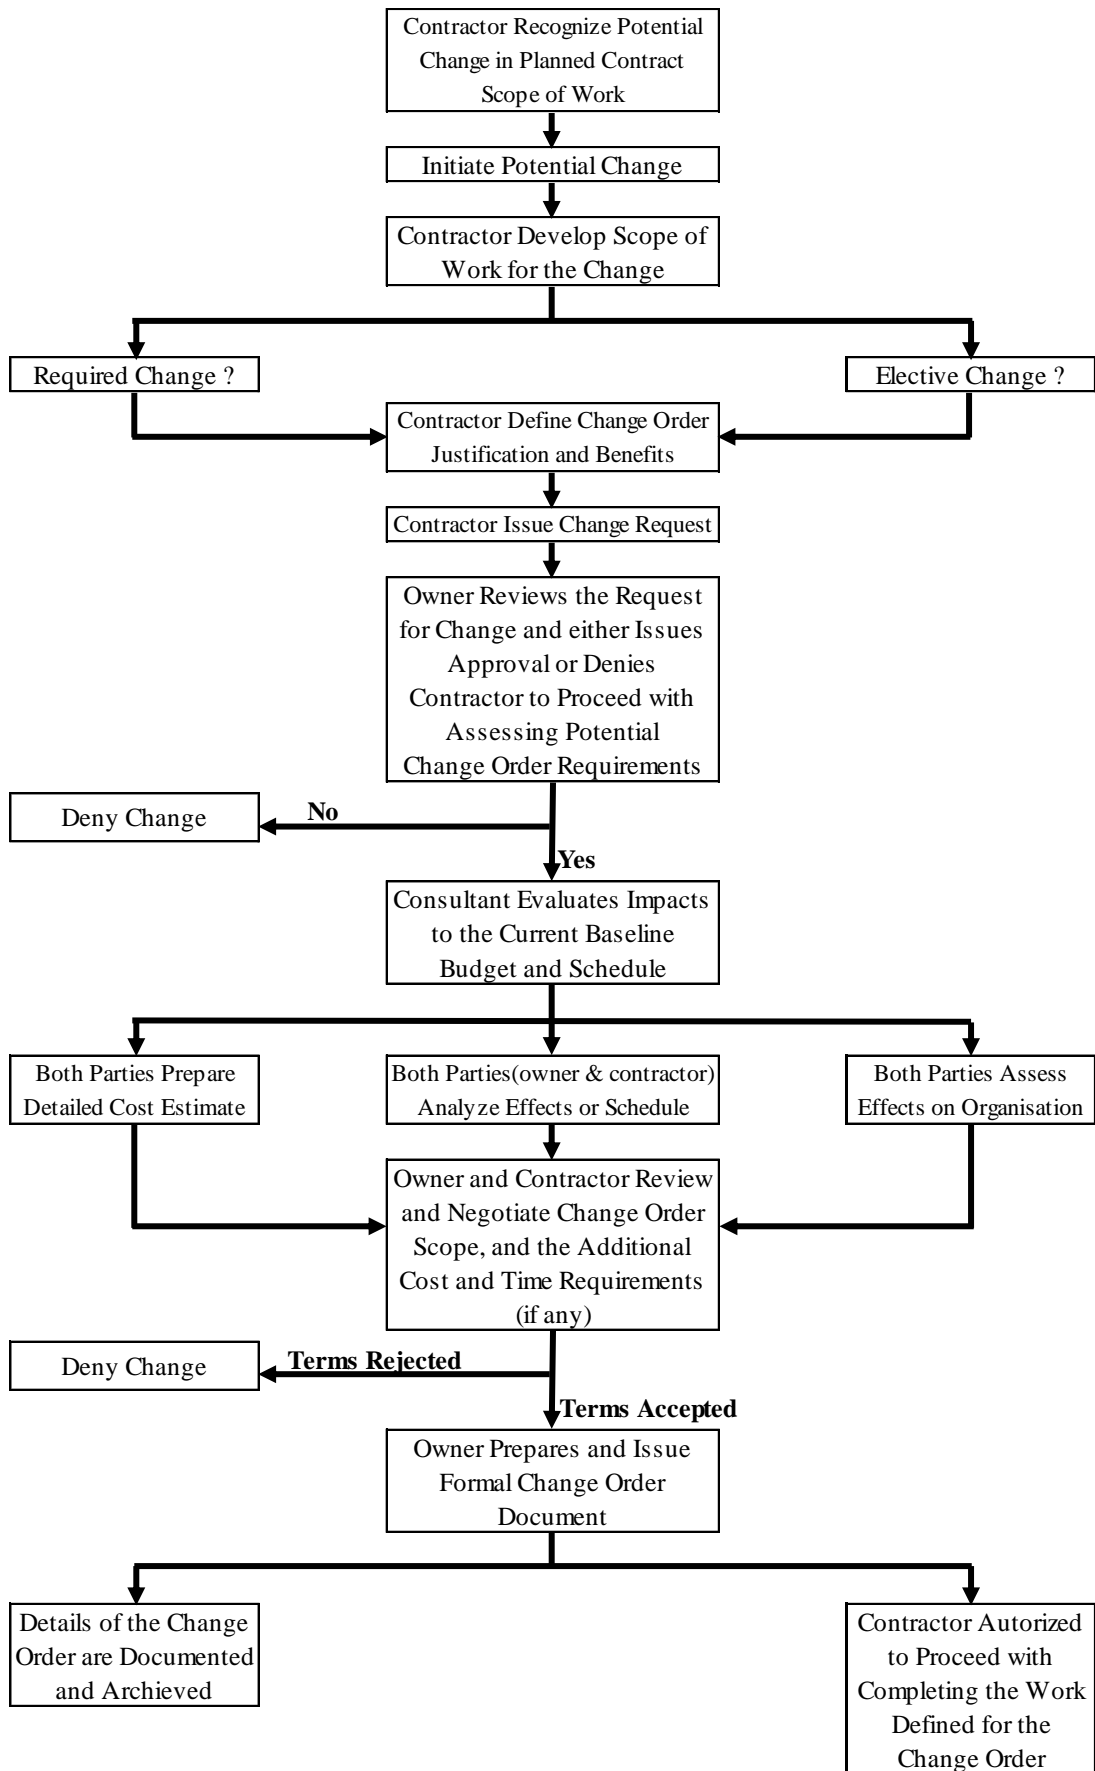 Contractor Recognize Potential
Change in Planned Contract
Scope of Work
Initiate Potential Change
Contractor Develop Scope of
Work for the Change
Required Change ?
Elective Change ?
Contractor Define Change Order
Justification and Benefits
Contractor Issue Change Request
Owner Reviews the Request
for Change and either Issues
Approval or Denies
Contractor to Proceed with
Assessing Potential
Change Order Requirements
Deny Change
No
Yes
Consultant Evaluates Impacts
to the Current Baseline
Budget and Schedule
Both Parties Prepare
Detailed Cost Estimate
Both Parties(owner & contractor)
Analyze Effects or Schedule
Both Parties Assess
Effects on Organisation
Owner and Contractor Review
and Negotiate Change Order
Scope, and the Additional
Cost and Time Requirements
(if any)
Deny Change
Terms Rejected
Terms Accepted
Owner Prepares and Issue
Formal Change Order
Document
Details of the Change
Order are Documented
and Archieved
Contractor Autorized
to Proceed with
Completing the Work
Defined for the
Change Order